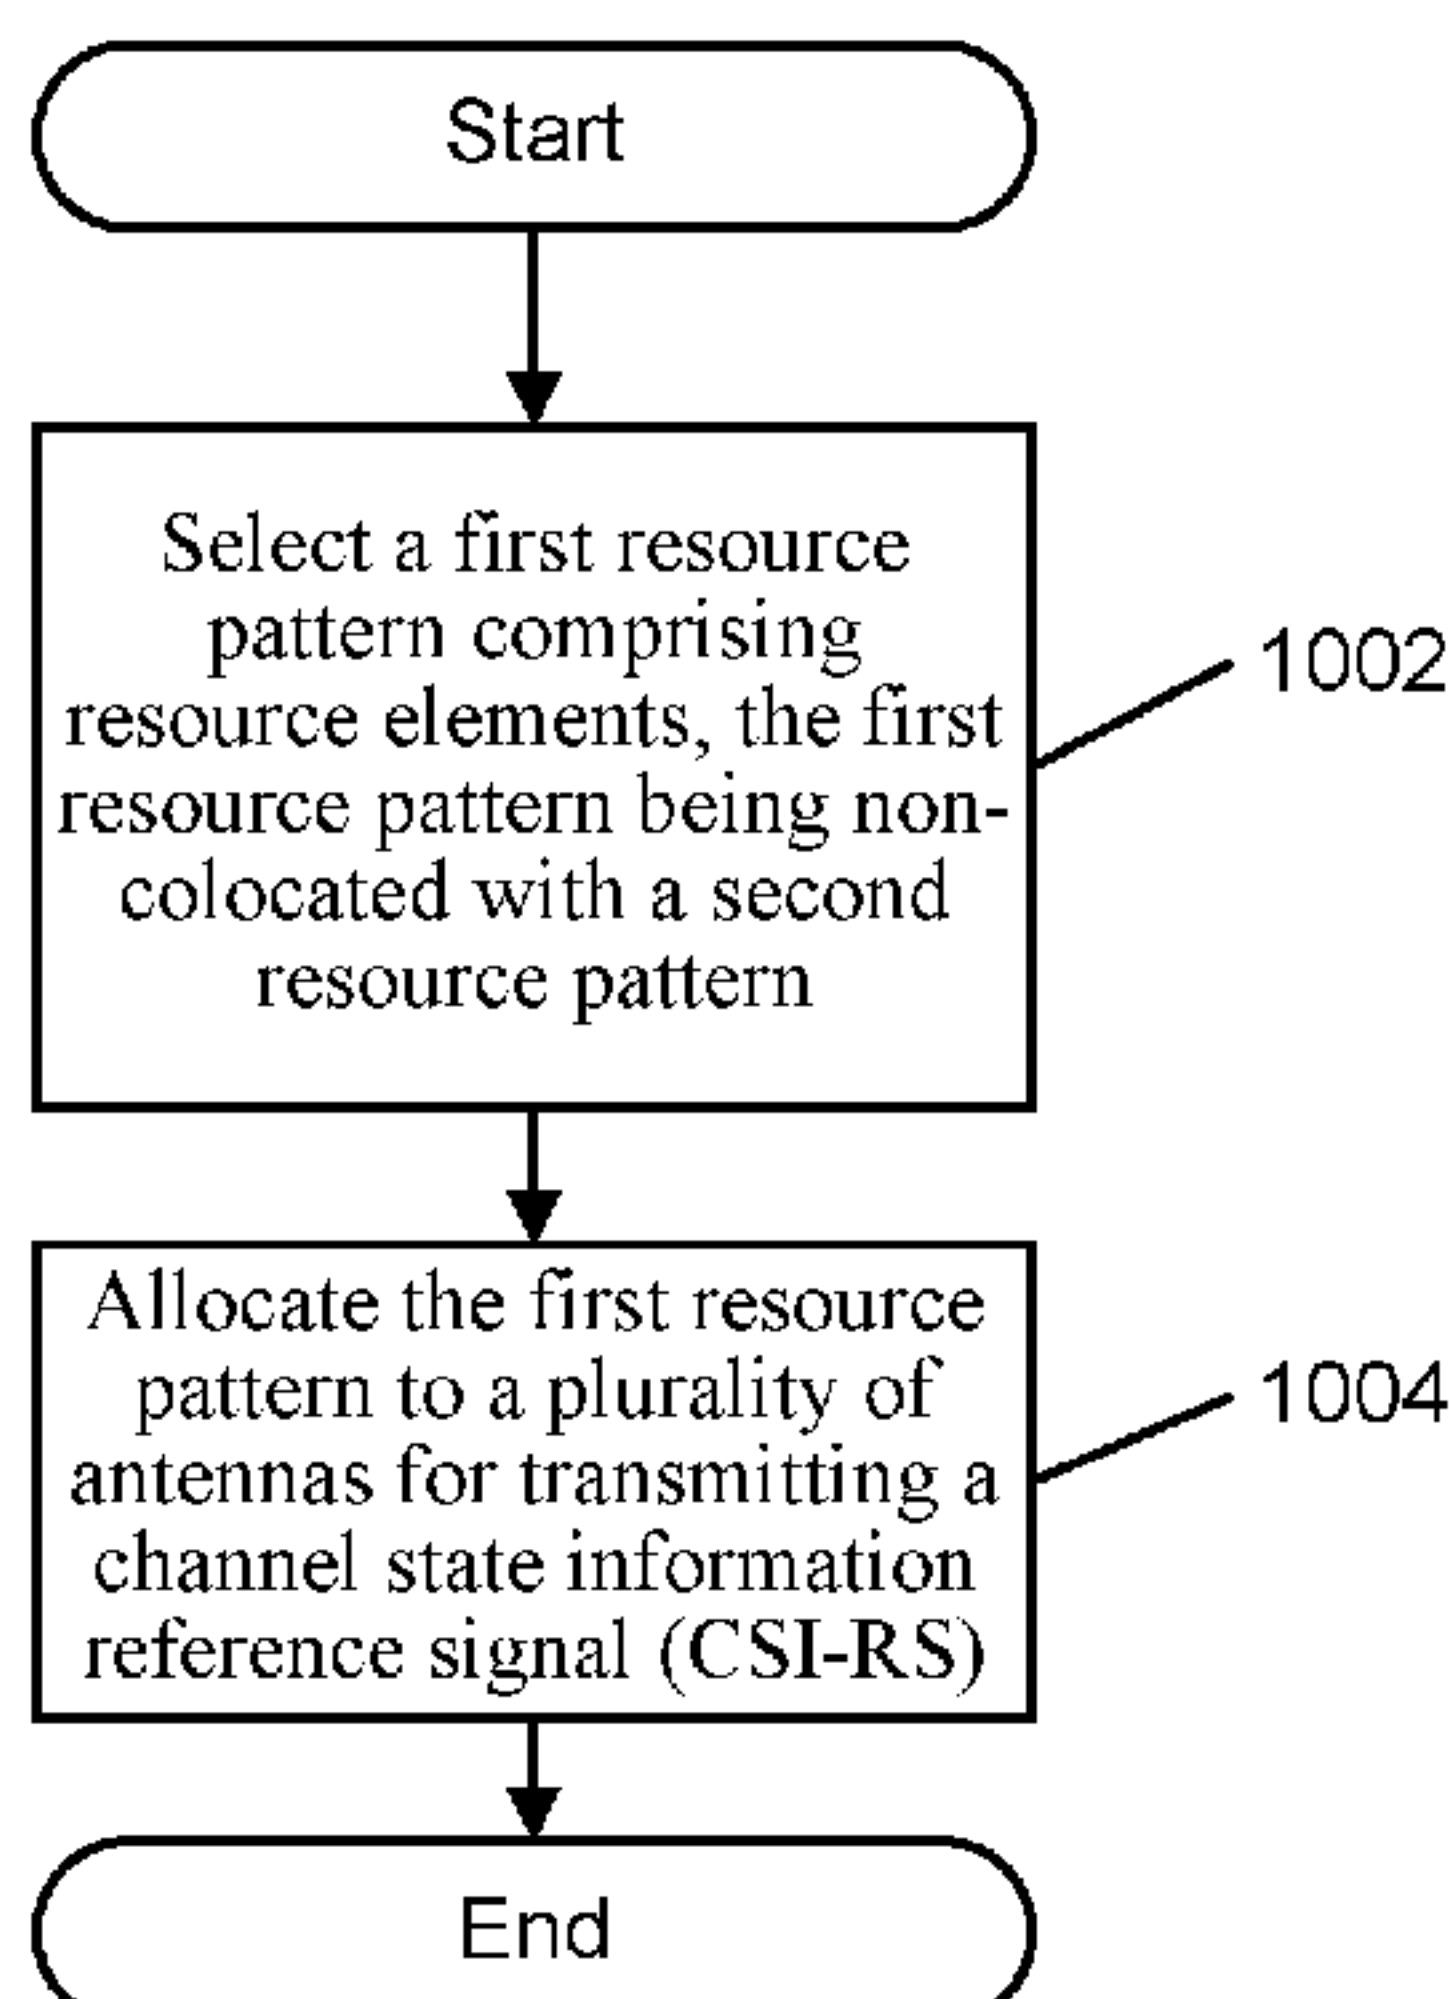 Start
Select a first resource
pattern comprising
resource elements, the first
resource pattern being non-
colocated with a second
resource pattern
1002
Allocate the first resource
pattern to a plurality of
antennas for transmitting a
channel state information
reference signal (CSI-RS)
1004
End